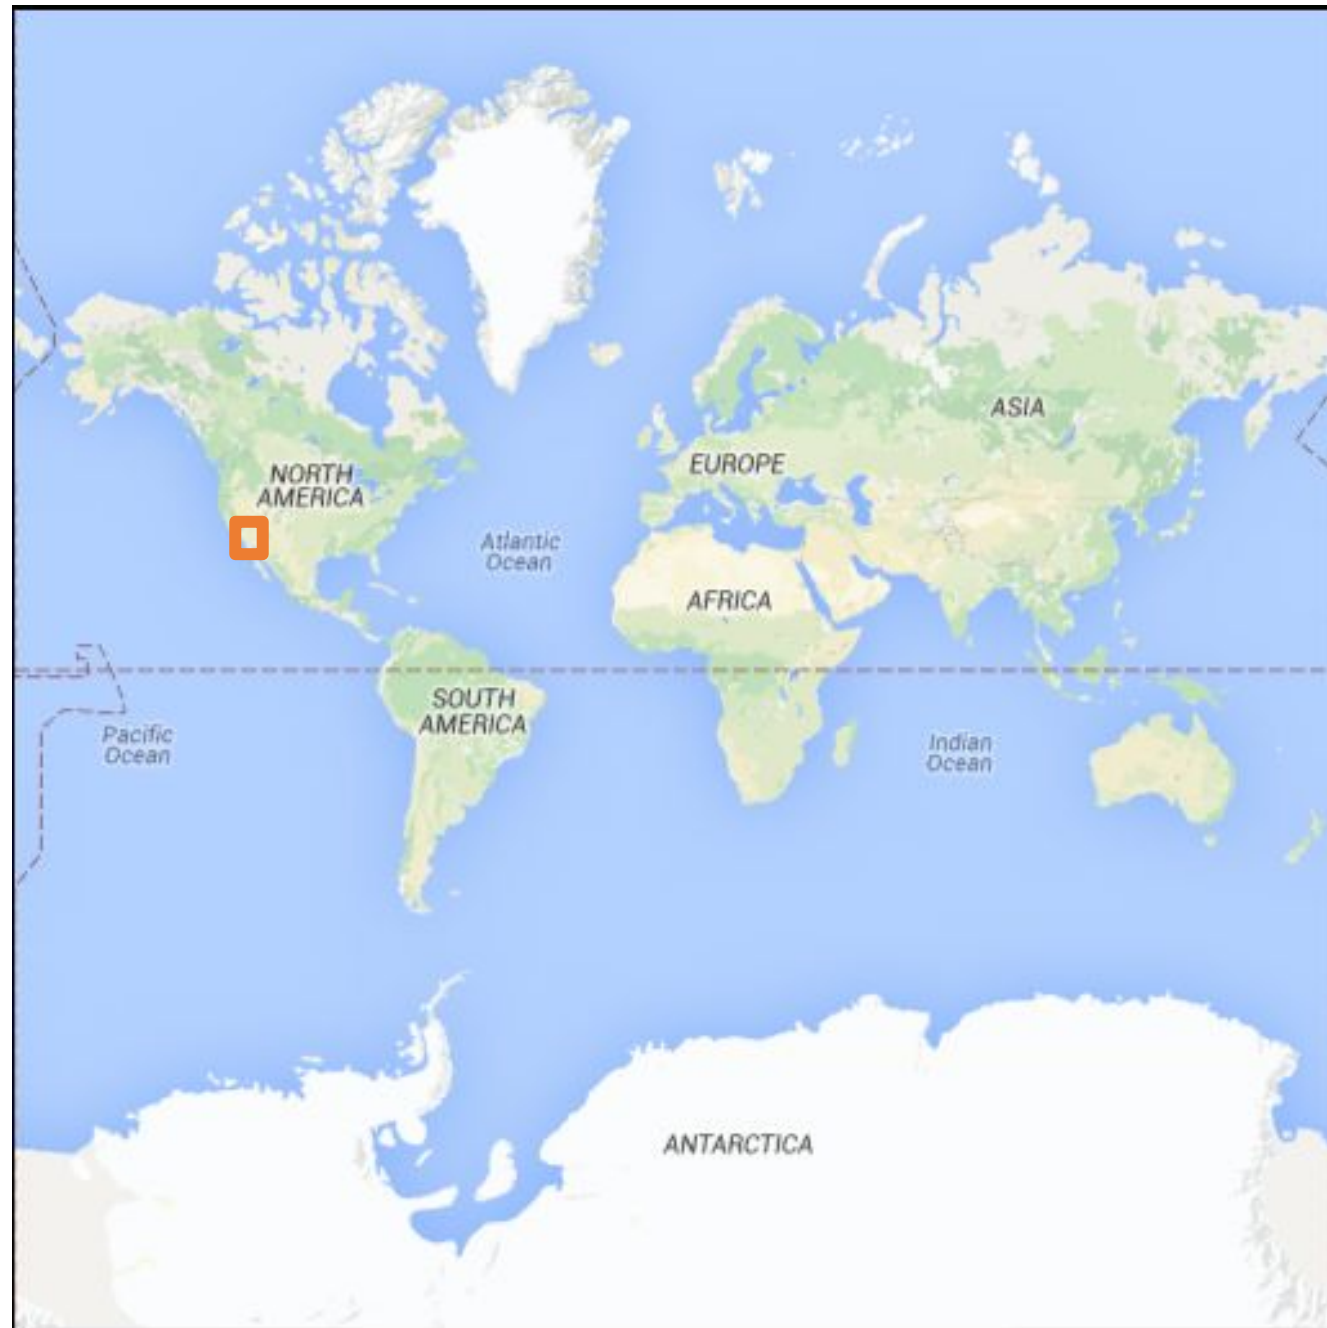 ASIA
EUROPE
NORTH
AMERICA
Atlantic
Ocean
AFRICA
SOUTH
AMERICA
Pacific
Ocean
Indian
Ocean
ANTARCTICA